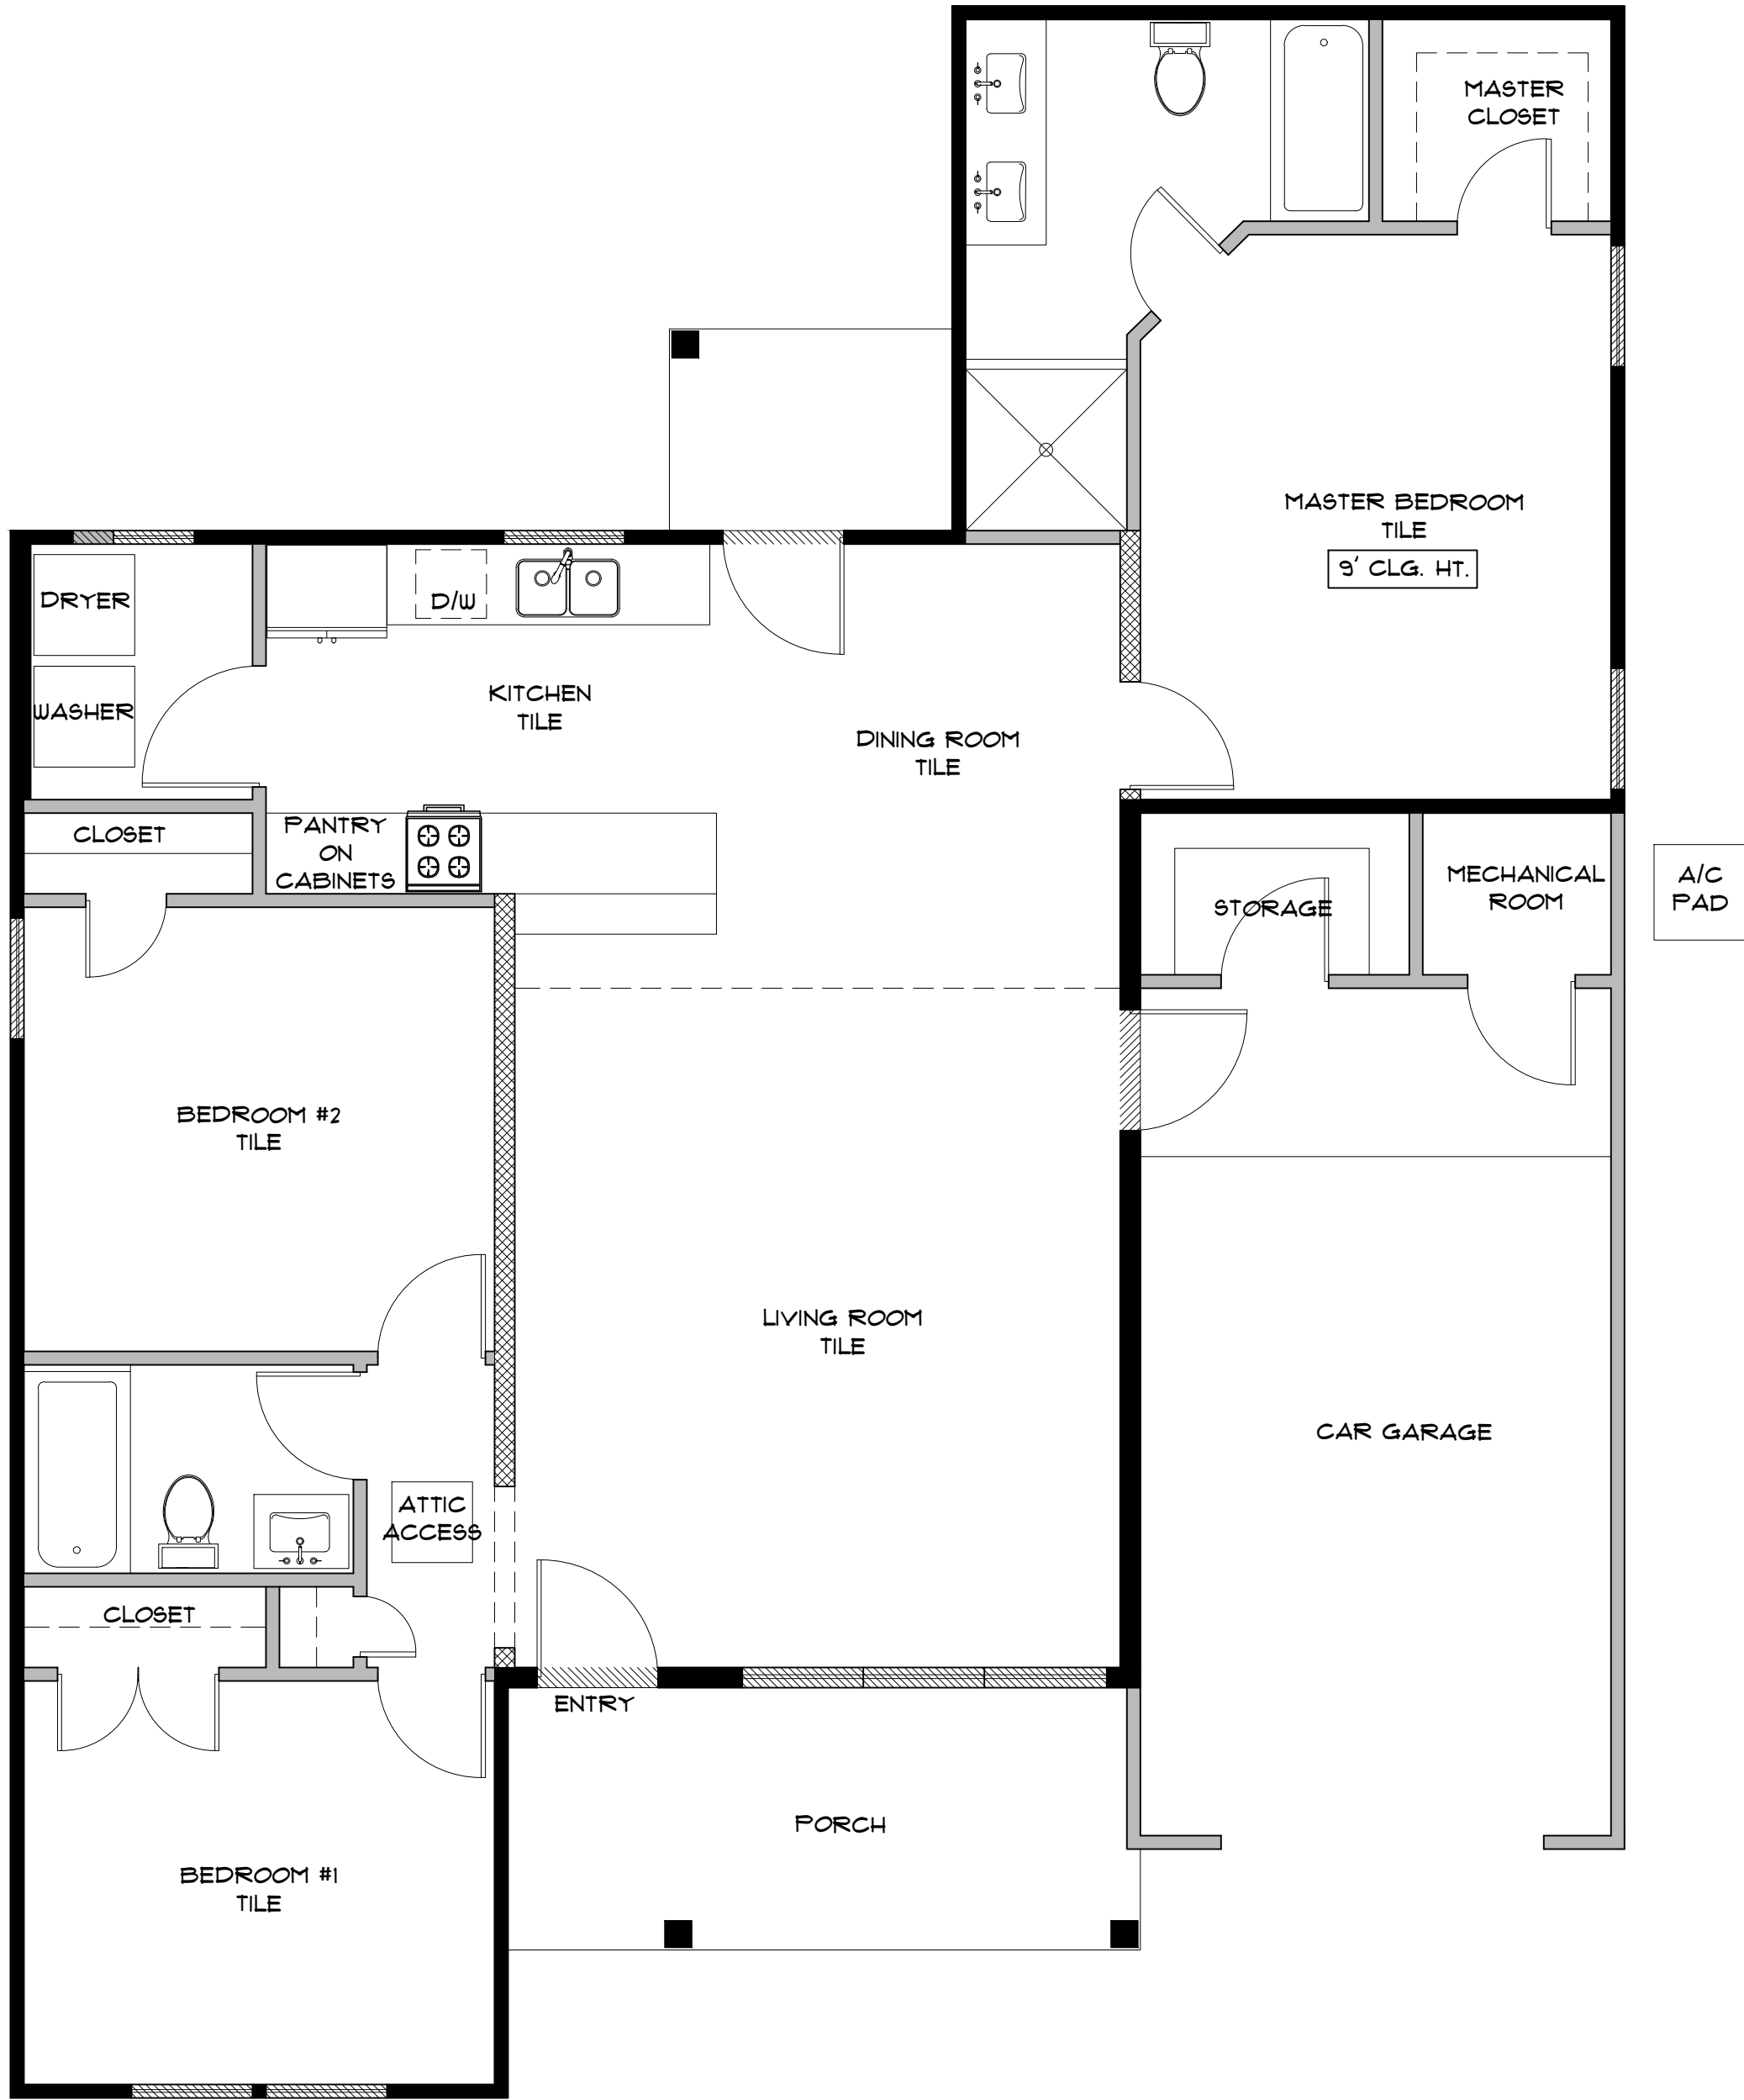 MASTER
CLOSET
MASTER BEDROOM
TILE
9' CLG. HT.
DRYER
D/W
WASHER
KITCHEN
TILE
DINING ROOM
TILE
CLOSET
PANTRY
ON
CABINETS
STORAGE
MECHANICAL
ROOM
A/C
PAD
BEDROOM #2
TILE
LIVING ROOM
TILE
CAR GARAGE
ATTIC
ACCESS
CLOSET
ENTRY
PORCH
BEDROOM #1
TILE